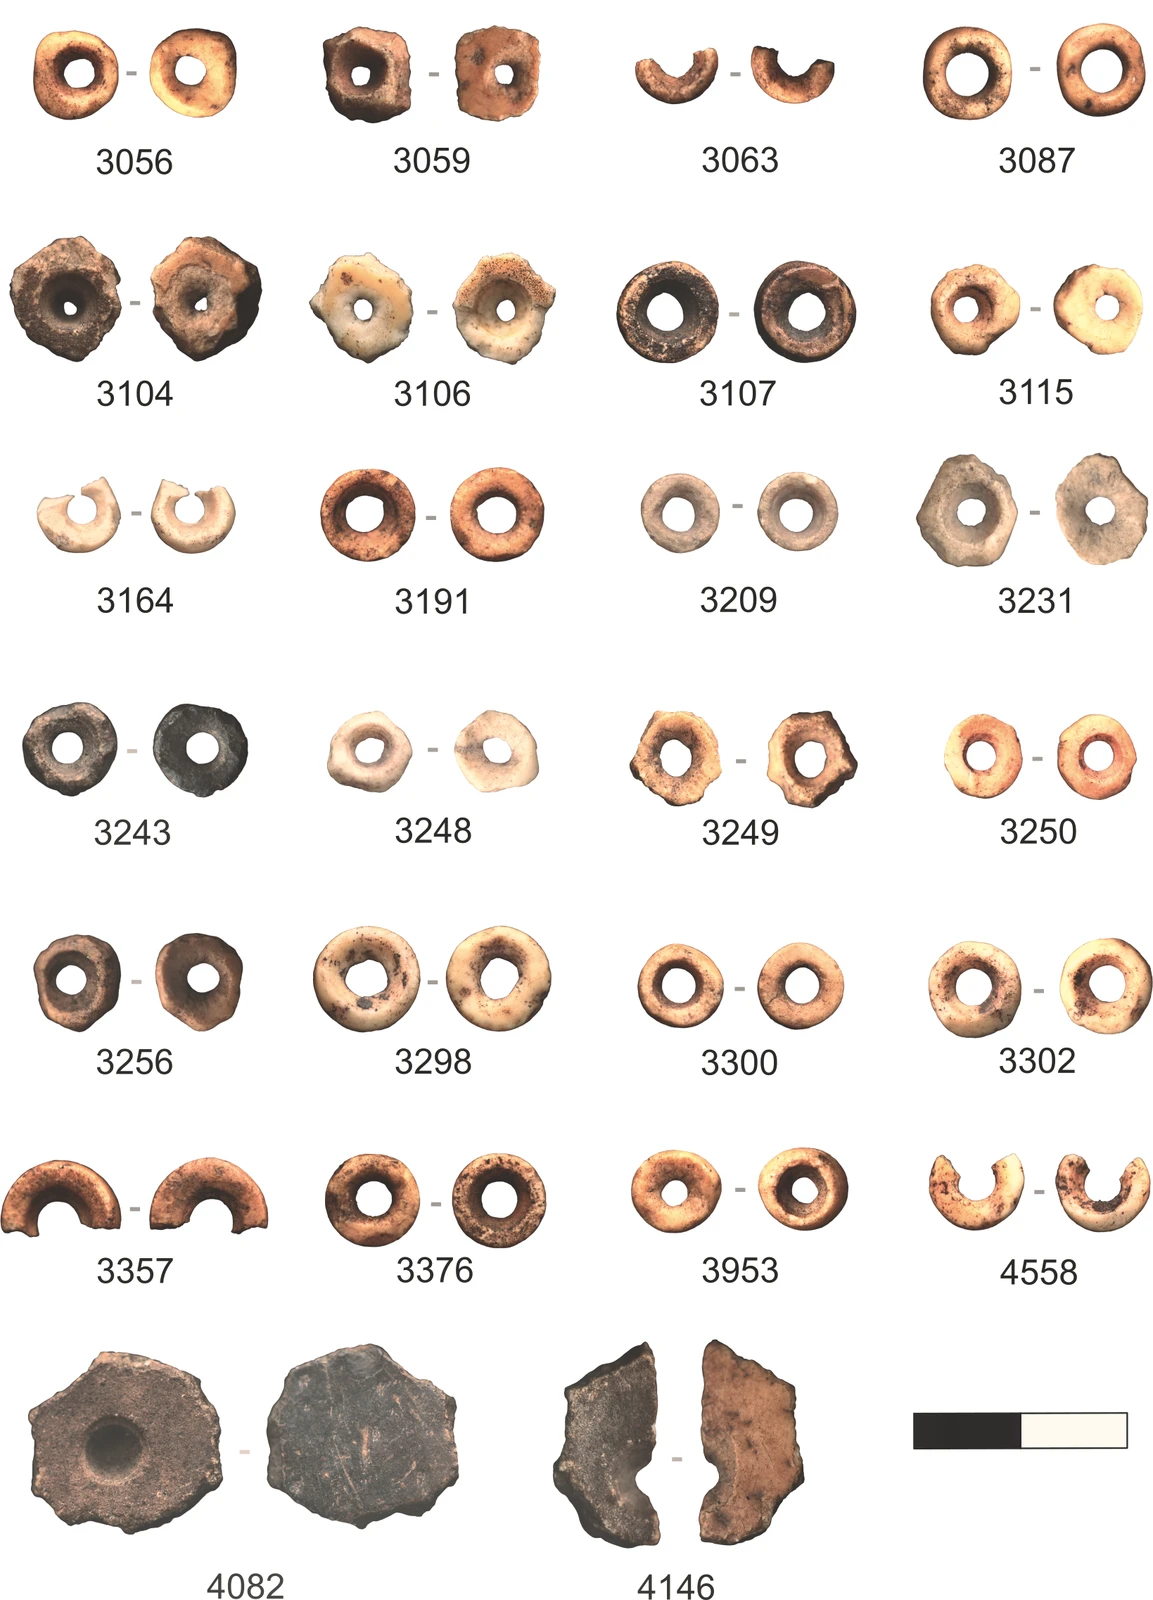 3056 - 3059 - 3063 - 3087 -
3104 - 3106 - 3107 - 3115 -
3164 - 3191 - 3209 - 3231 -
3243 - 3248 - 3249 - 3250 -
3256 - 3298 - 3300 - 3302 -
3357 - 3376 - 3953 - 4558 -
4082 - 4146 -